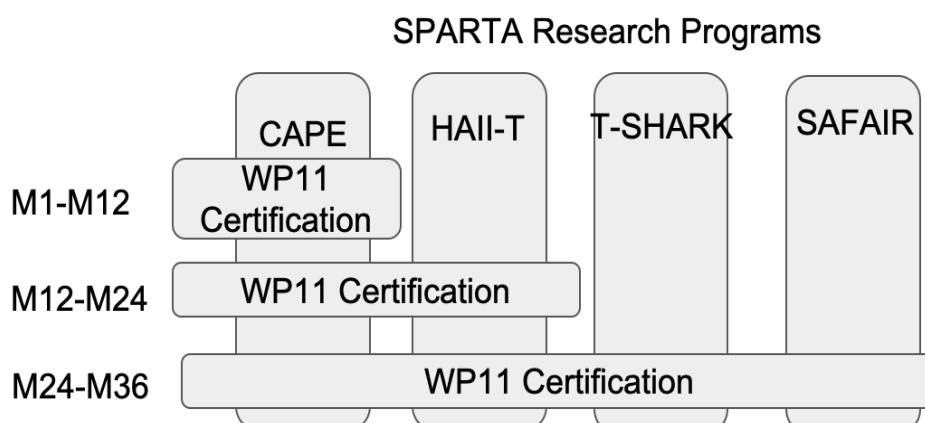 SPARTA Research Programs
CAPE
HAII-T
T-SHARK
SAFAIR
M1-M12
WP11
Certification
M12-M24
WP11 Certification
M24-M36
WP11 Certification